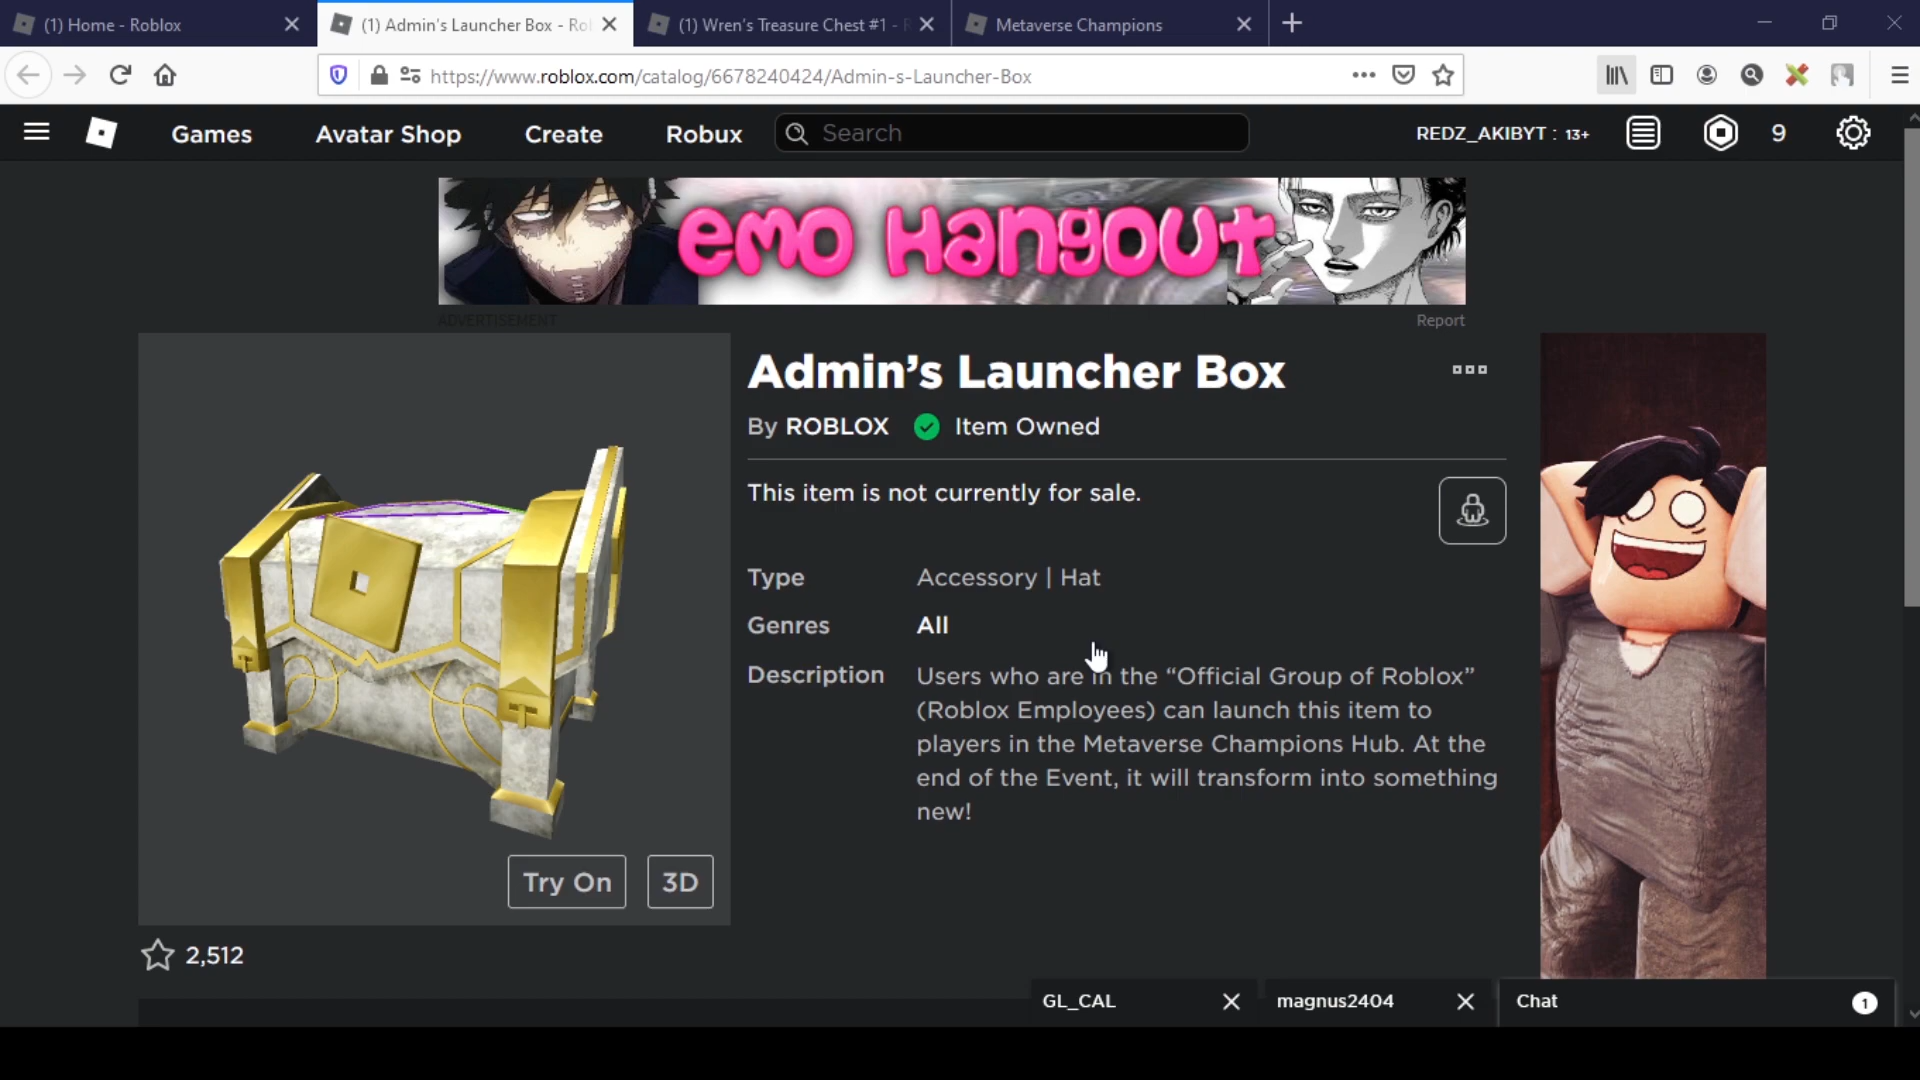 (1) Home - Roblox
(1) Admin's Launcher Box - Rob
(1) Wren's Treasure Chest #1 - R
Metaverse Champions
https://www.roblox.com/catalog/6678240424/Admin-s-Launcher-Box
Games
Avatar Shop
Create
Robux
Search
REDZ_AKIBYT : 13+
9
emo Hangout
ADVERTISEMENT
Report
Admin’s Launcher Box
By ROBLOX
Item Owned
This item is not currently for sale.
Type
Accessory | Hat
Genres
All
Description
Users who are in the “Official Group of Roblox”
(Roblox Employees) can launch this item to
players in the Metaverse Champions Hub. At the
end of the Event, it will transform into something
new!
Try On
3D
2,512
GL_CAL
magnus2404
Chat
1